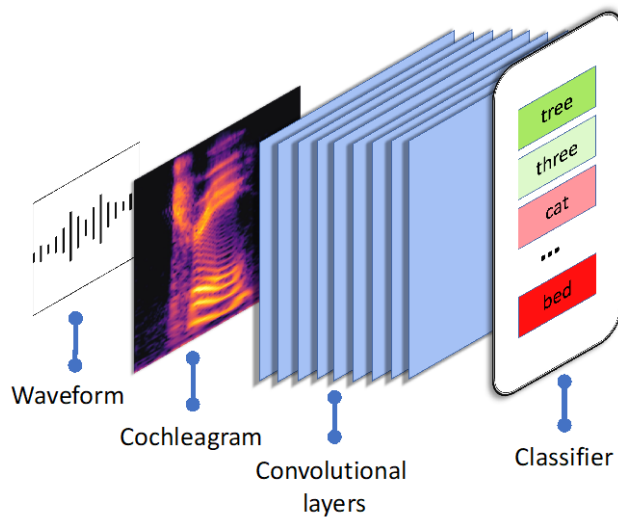 tree
three
cat
...
bed
Waveform
Cochleagram
Convolutional
layers
Classifier